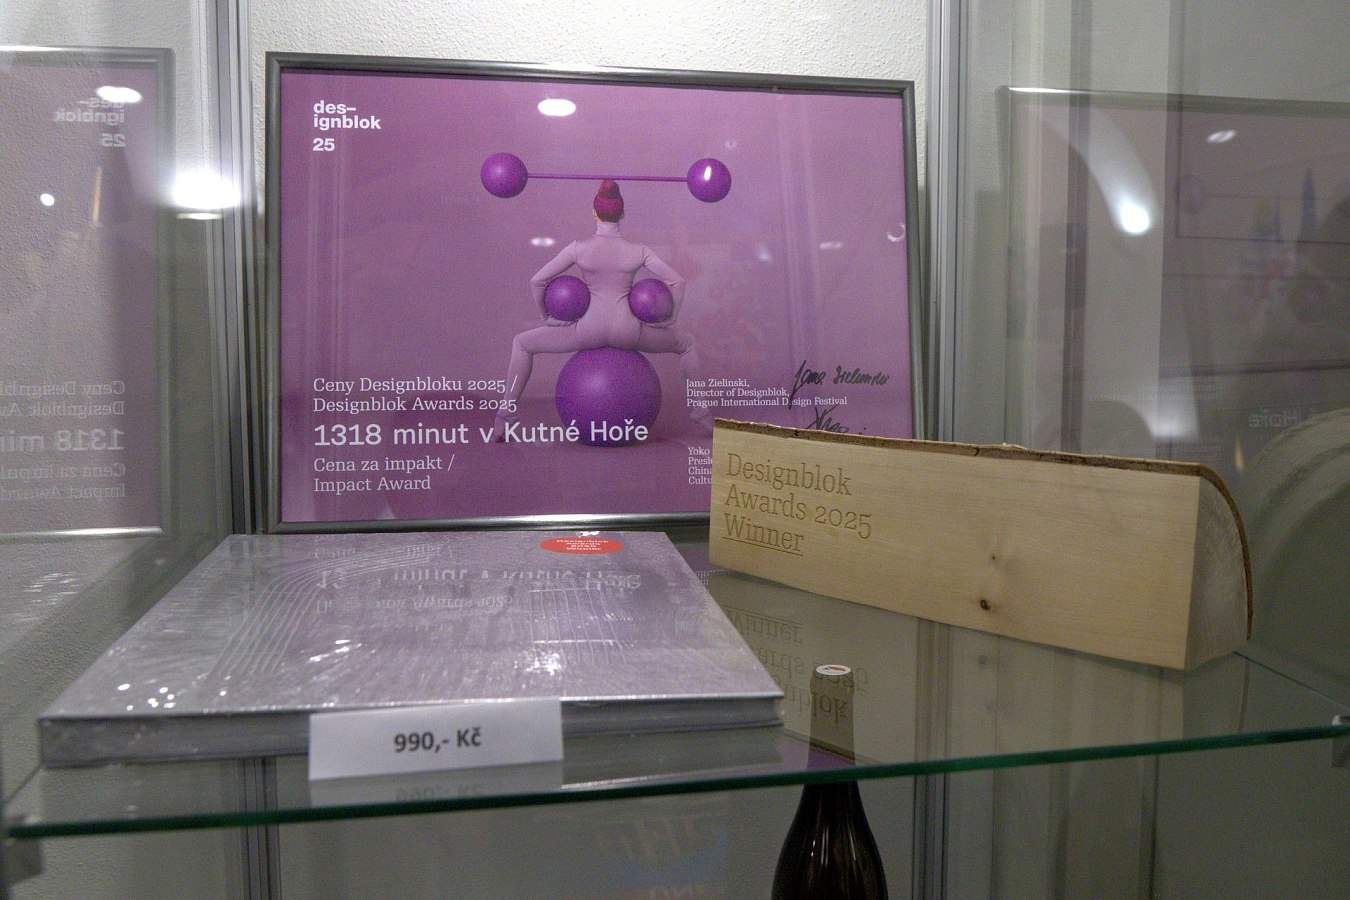 des–
ignblok
25
Ceny Designbloku 2025 /
Designblok Awards 2025
1318 minut v Kutné Hoře
Cena za impakt /
Impact Award
Jana Zielinski,
Director of Designblok,
Prague International Design Festival
Yoko
Designblok
Awards 2025
Winner
990,- Kč